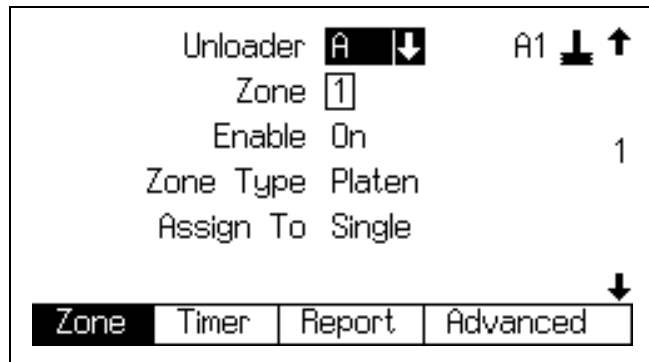 Unloader A A1
Zone 1
Enable On
1
Zone Type Platen
Assign To Single
Zone Timer Report Advanced